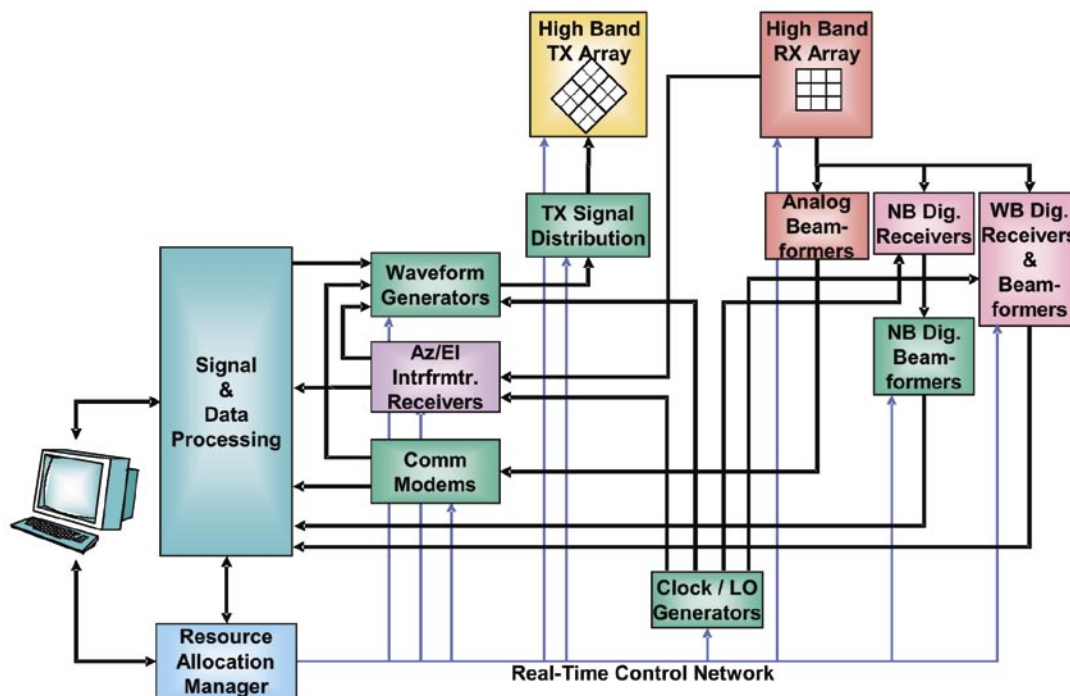 High Band
TX Array
High Band
RX Array
TX Signal
Distribution
Analog
Beam-
formers
NB Dig.
Receivers
WB Dig.
Receivers
&
Beam-
formers
Waveform
Generators
Signal
&
Data
Processing
Az/El
Intrfrmtr.
Receivers
NB Dig.
Beam-
formers
Comm
Modems
Clock / LO
Generators
Resource
Allocation
Manager
Real-Time Control Network